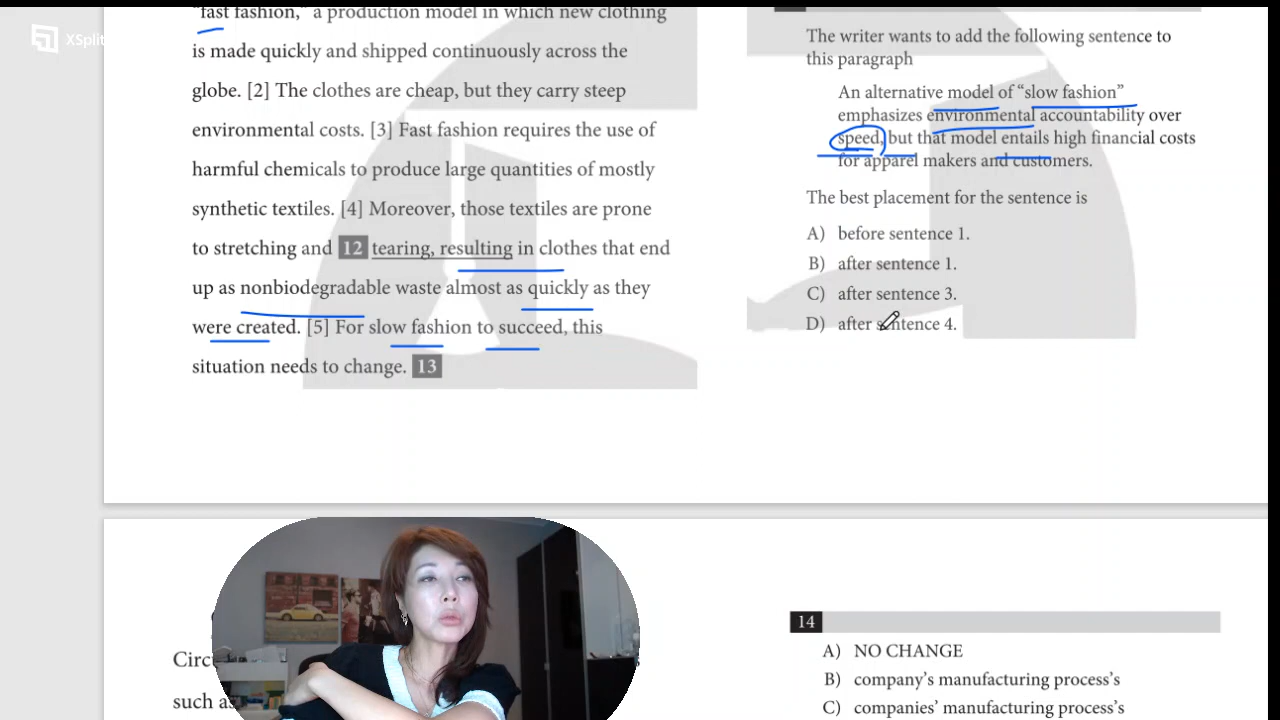 "fast fashion," a production model in which new clothing
is made quickly and shipped continuously across the
globe. [2] The clothes are cheap, but they carry steep
environmental costs. [3] Fast fashion requires the use of
harmful chemicals to produce large quantities of mostly
synthetic textiles. [4] Moreover, those textiles are prone
to stretching and 12 tearing, resulting in clothes that end
up as nonbiodegradable waste almost as quickly as they
were created. [5] For slow fashion to succeed, this
situation needs to change. 13
The writer wants to add the following sentence to
this paragraph
An alternative model of "slow fashion"
emphasizes environmental accountability over
speed, but that model entails high financial costs
for apparel makers and customers.
The best placement for the sentence is
A) before sentence 1.
B) after sentence 1.
C) after sentence 3.
D) after sentence 4.
XSplit
such as
14
A) NO CHANGE
B) company's manufacturing process's
C) companies' manufacturing process's